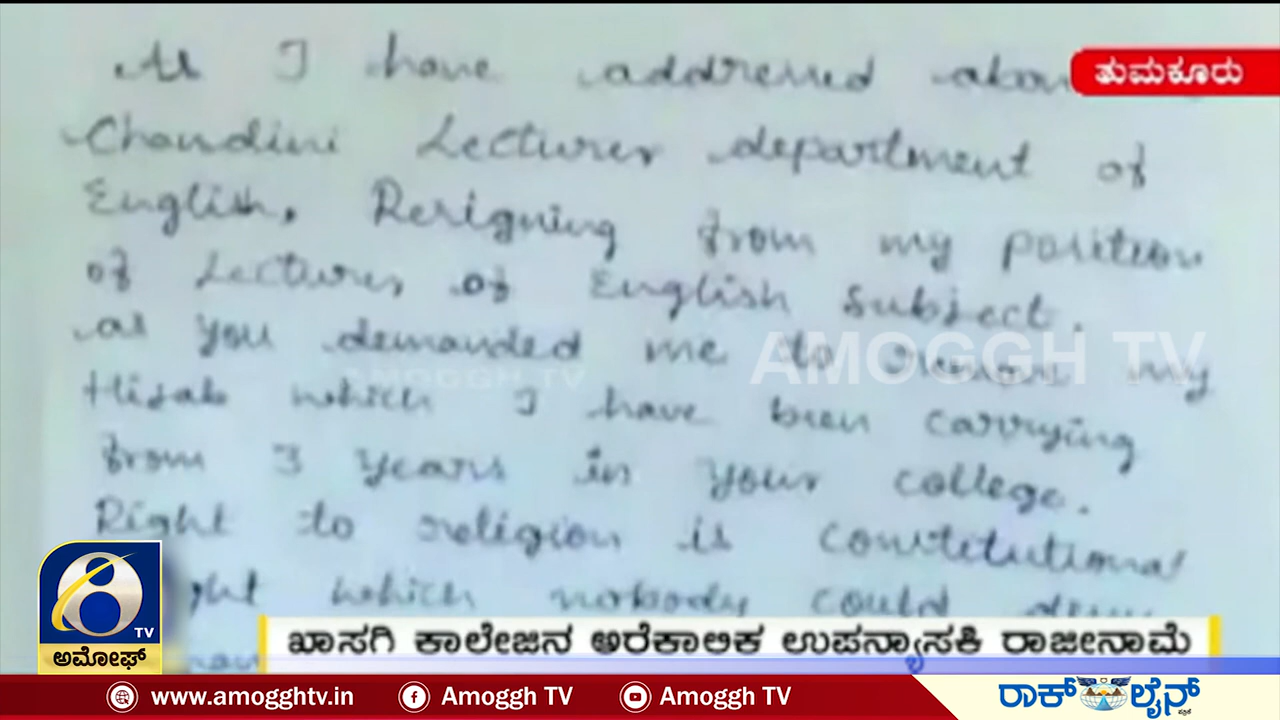 As I have addressed
ತುಮಕೂರು
Chandini Lecturer department of
English, Resigning from my position
of Lecturer of English Subject.
as you demanded me to remove my
AMOGGH TV
Hijab which I have been carrying
from 3 years in your college.
Right to religion is constitutional
which nobody could deny
8
TV
ಅಮೋಘ್
ಖಾಸಗಿ ಕಾಲೇಜಿನ ಅರೆಕಾಲಿಕ ಉಪನ್ಯಾಸಕಿ ರಾಜೀನಾಮೆ
www.amogghtv.in Amoggh TV Amoggh TV
ರಾಕ್ ಲೈನ್